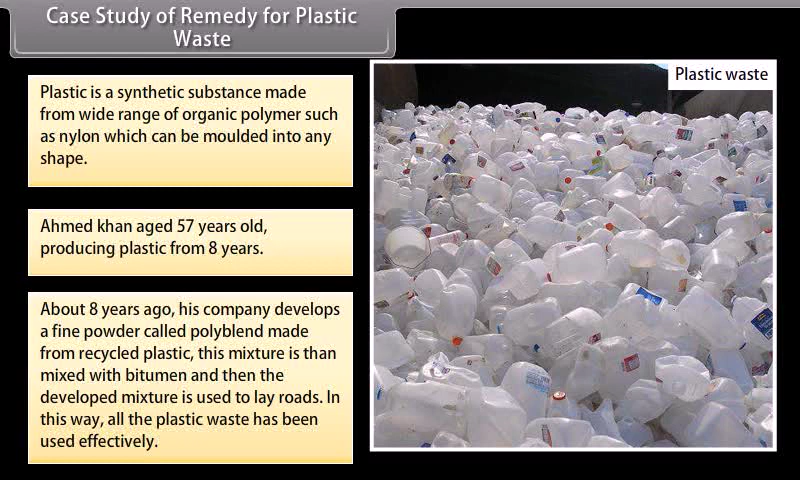 Case Study of Remedy for Plastic
Waste
Plastic is a synthetic substance made
from wide range of organic polymer such
as nylon which can be moulded into any
shape.
Ahmed khan aged 57 years old,
producing plastic from 8 years.
About 8 years ago, his company develops
a fine powder called polyblend made
from recycled plastic, this mixture is than
mixed with bitumen and then the
developed mixture is used to lay roads. In
this way, all the plastic waste has been
used effectively.
Plastic waste